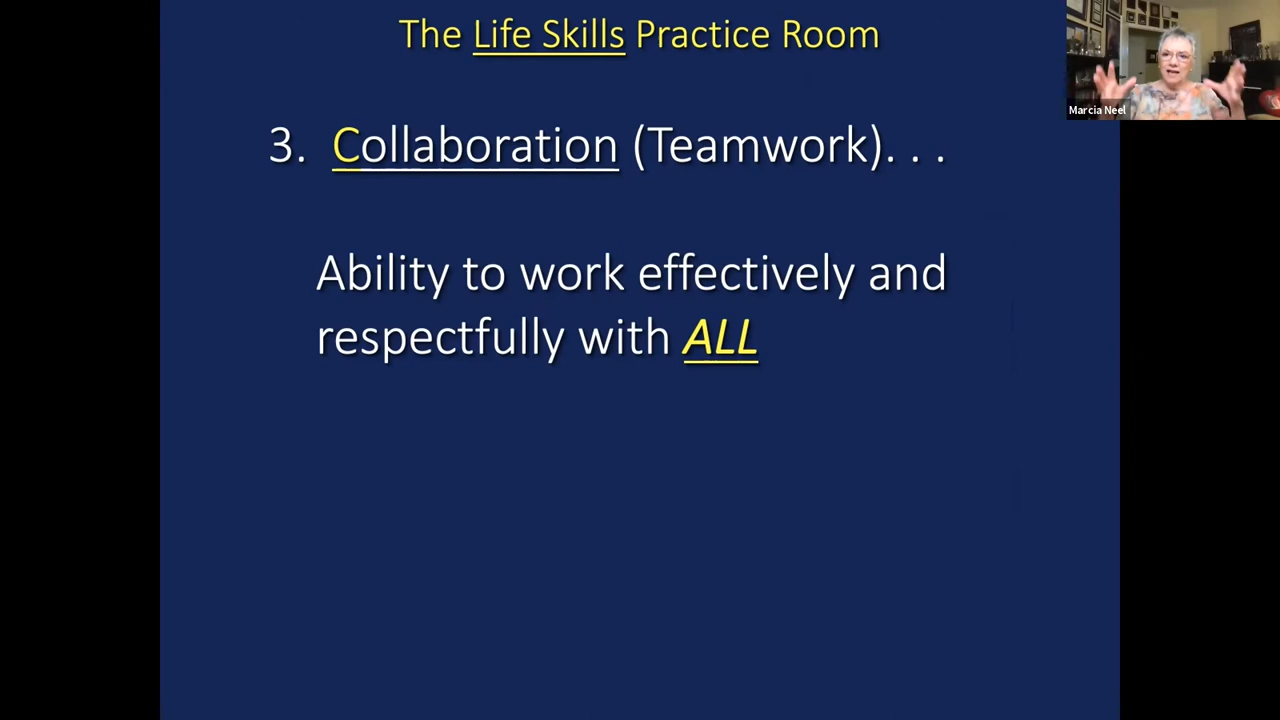 The Life Skills Practice Room
Marcia Neel
3. Collaboration (Teamwork). . .
Ability to work effectively and
respectfully with ALL